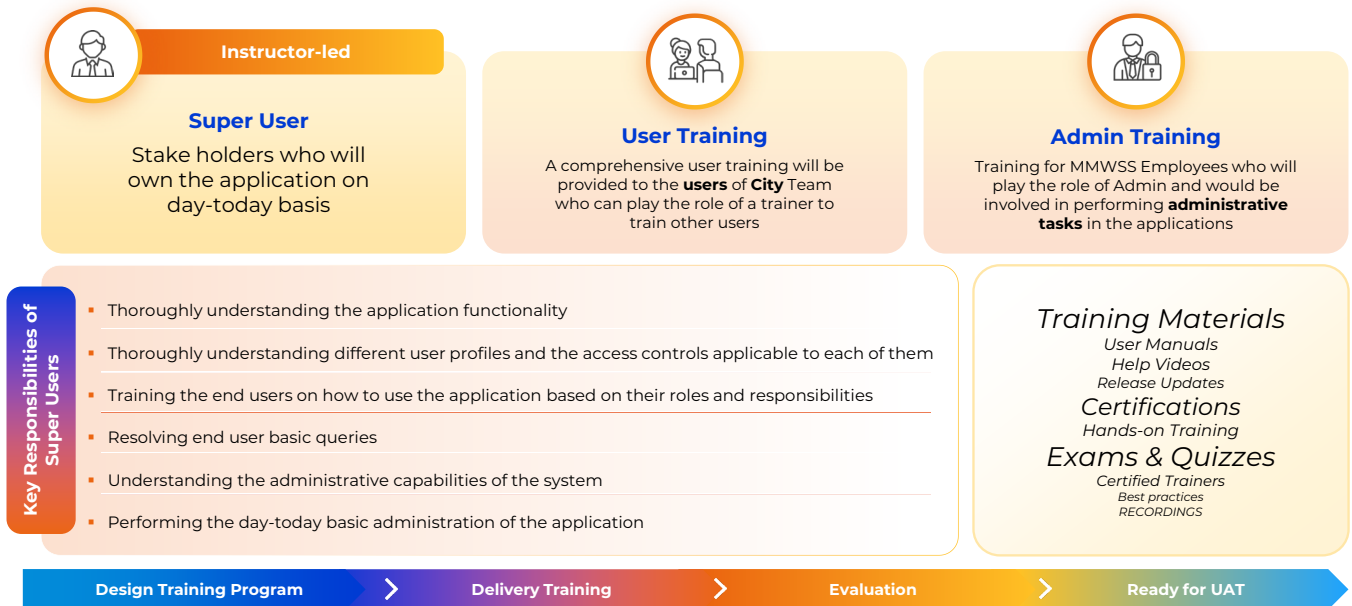 Instructor-led
Super User
Stake holders who will
own the application on
day-today basis
User Training
A comprehensive user training will be
provided to the users of City Team
who can play the role of a trainer to
train other users
Admin Training
Training for MMWSS Employees who will
play the role of Admin and would be
involved in performing administrative
tasks in the applications
Key Responsibilities of
Super Users
▪ Thoroughly understanding the application functionality
▪ Thoroughly understanding different user profiles and the access controls applicable to each of them
▪ Training the end users on how to use the application based on their roles and responsibilities
▪ Resolving end user basic queries
▪ Understanding the administrative capabilities of the system
▪ Performing the day-today basic administration of the application
Training Materials
User Manuals
Help Videos
Release Updates
Certifications
Hands-on Training
Exams & Quizzes
Certified Trainers
Best practices
RECORDINGS
Design Training Program
Delivery Training
Evaluation
Ready for UAT